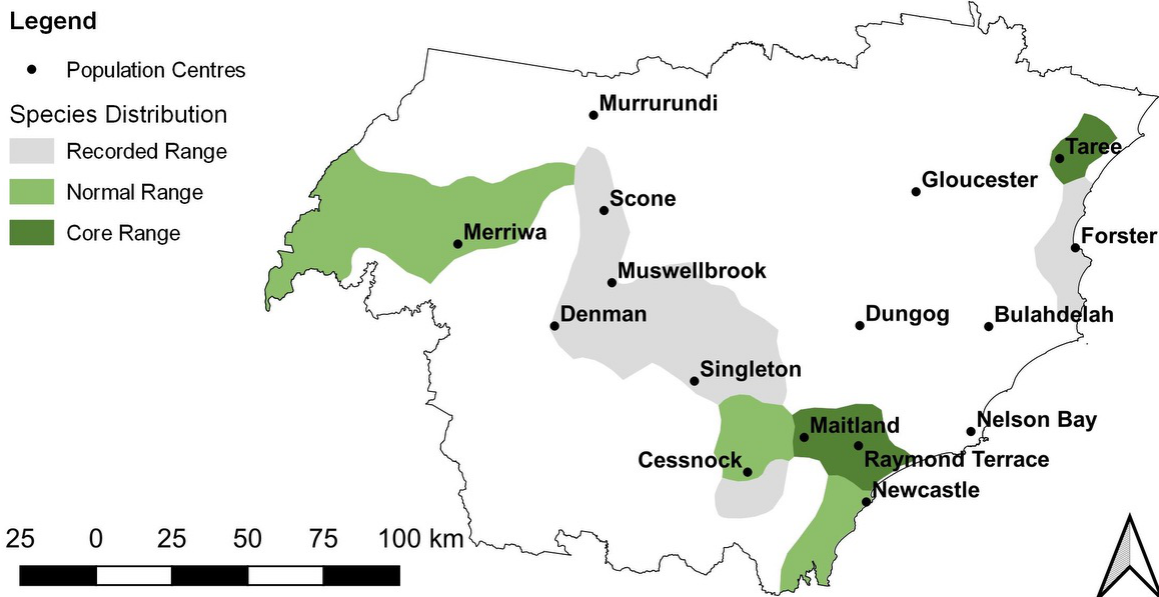 Legend
Population Centres
Species Distribution
Recorded Range
Normal Range
Core Range
Murrurundi
Taree
Gloucester
Scone
Merriwa
Forster
Muswellbrook
Denman
Dungog
Bulahdelah
Singleton
Nelson Bay
Maitland
Cessnock
Raymond Terrace
Newcastle
25 0 25 50 75 100 km